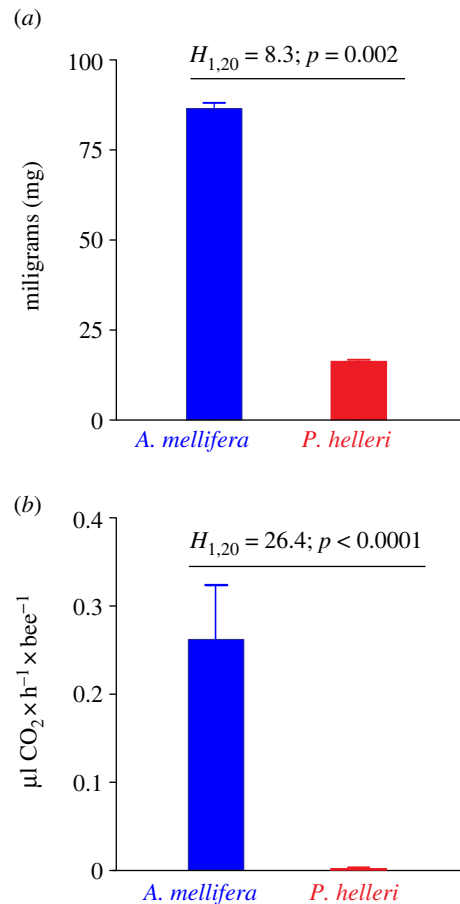 (a)
H1,20 = 8.3; p = 0.002
100
75
50
25
0
miligrams (mg)
A. mellifera P. helleri
(b)
0.4
H1,20 = 26.4; p < 0.0001
0.3
0.2
0.1
0
µl CO2 × h−1 × bee−1
A. mellifera P. helleri